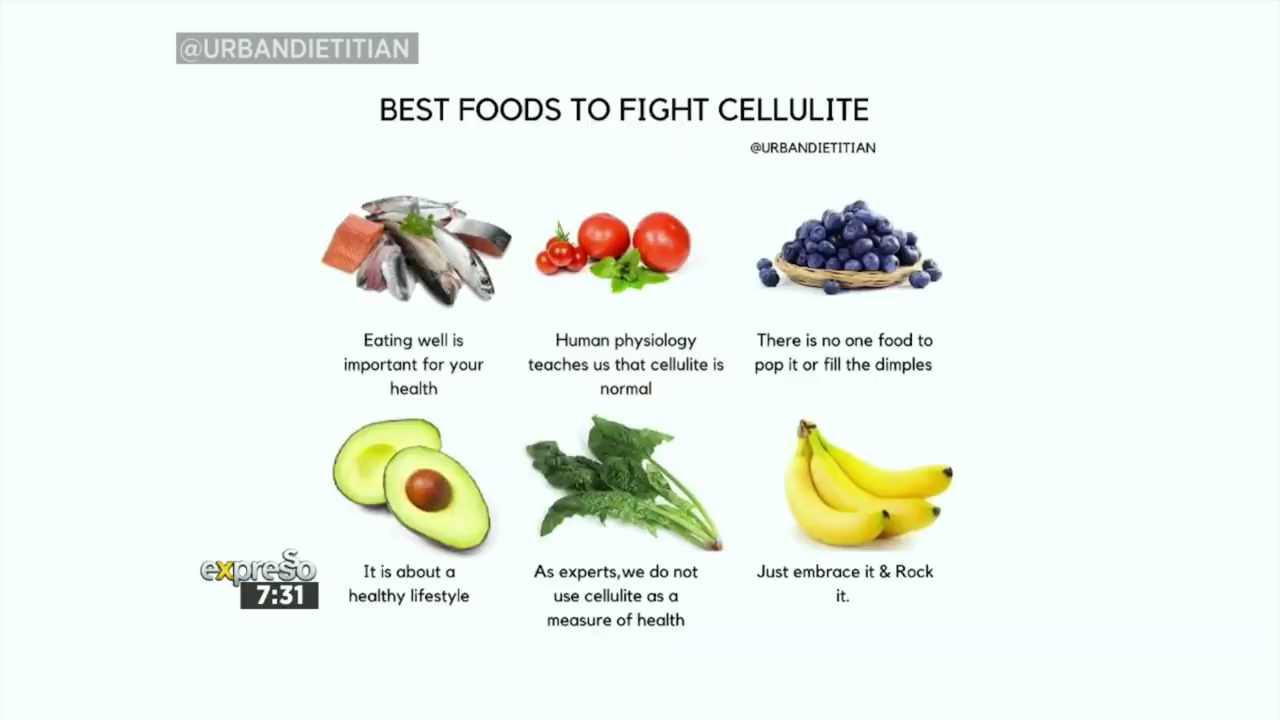 @URBANDIETITIAN
BEST FOODS TO FIGHT CELLULITE
@URBANDIETITIAN
Eating well is
important for your
health
Human physiology
teaches us that cellulite is
normal
There is no one food to
pop it or fill the dimples
It is about a
healthy lifestyle
As experts,we do not
use cellulite as a
measure of health
Just embrace it & Rock
it.
expresso
7:31